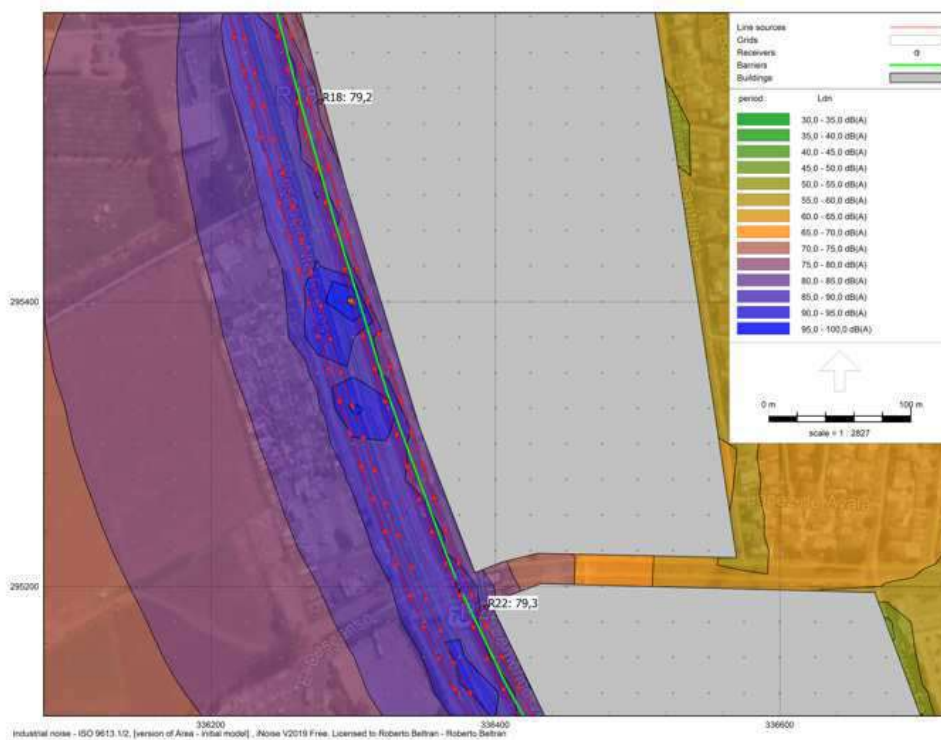 Line sources
Grids
Receivers
Barriers
Buildings
period
Ldn
30,0 - 35,0 dB(A)
35,0 - 40,0 dB(A)
40,0 - 45,0 dB(A)
45,0 - 50,0 dB(A)
50,0 - 55,0 dB(A)
55,0 - 60,0 dB(A)
60,0 - 65,0 dB(A)
65,0 - 70,0 dB(A)
70,0 - 75,0 dB(A)
75,0 - 80,0 dB(A)
80,0 - 85,0 dB(A)
85,0 - 90,0 dB(A)
90,0 - 95,0 dB(A)
95,0 - 100,0 dB(A)
0 m
100 m
scale = 1 : 2827
R18: 79,2
295400
295200
R22: 79,3
336200
336400
336600
Industrial noise - ISO 9613.1/2, [version of Area - initial model] , iNoise V2019 Free, Licensed to Roberto Beltran - Roberto Beltran